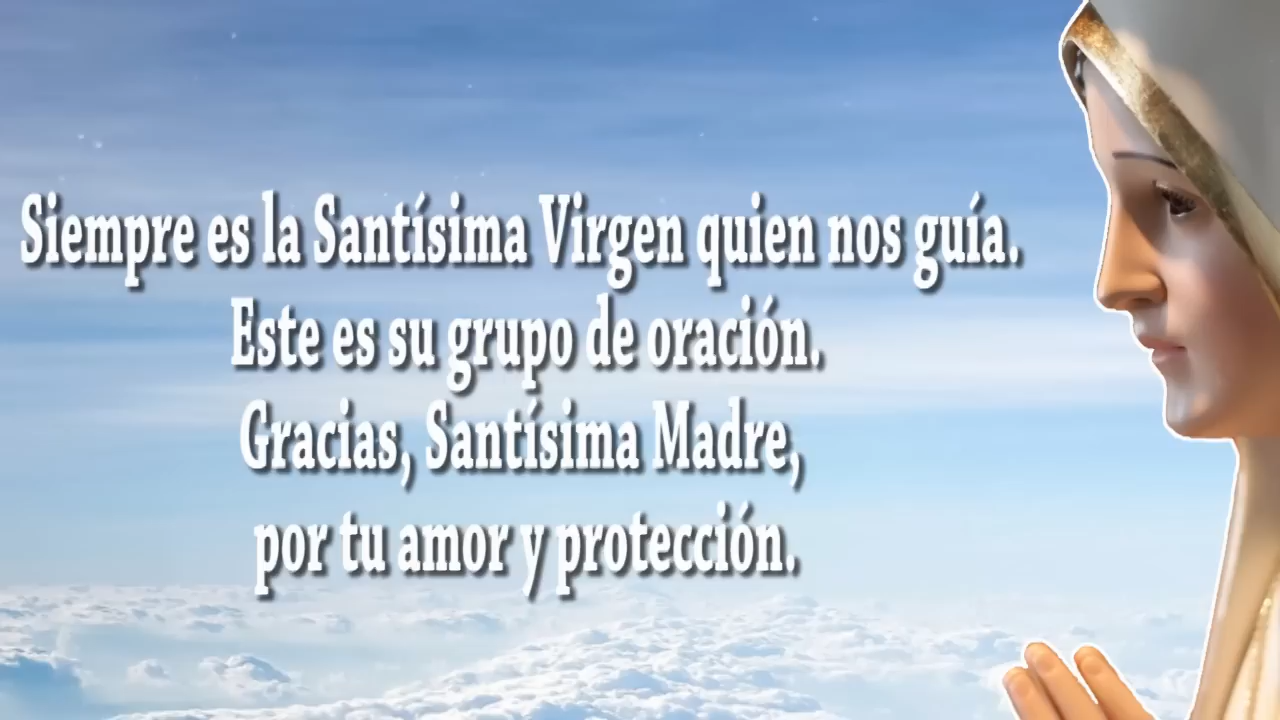 Siempre es la Santísima Virgen quien nos guía.
Este es su grupo de oración.
Gracias, Santísima Madre,
por tu amor y protección.